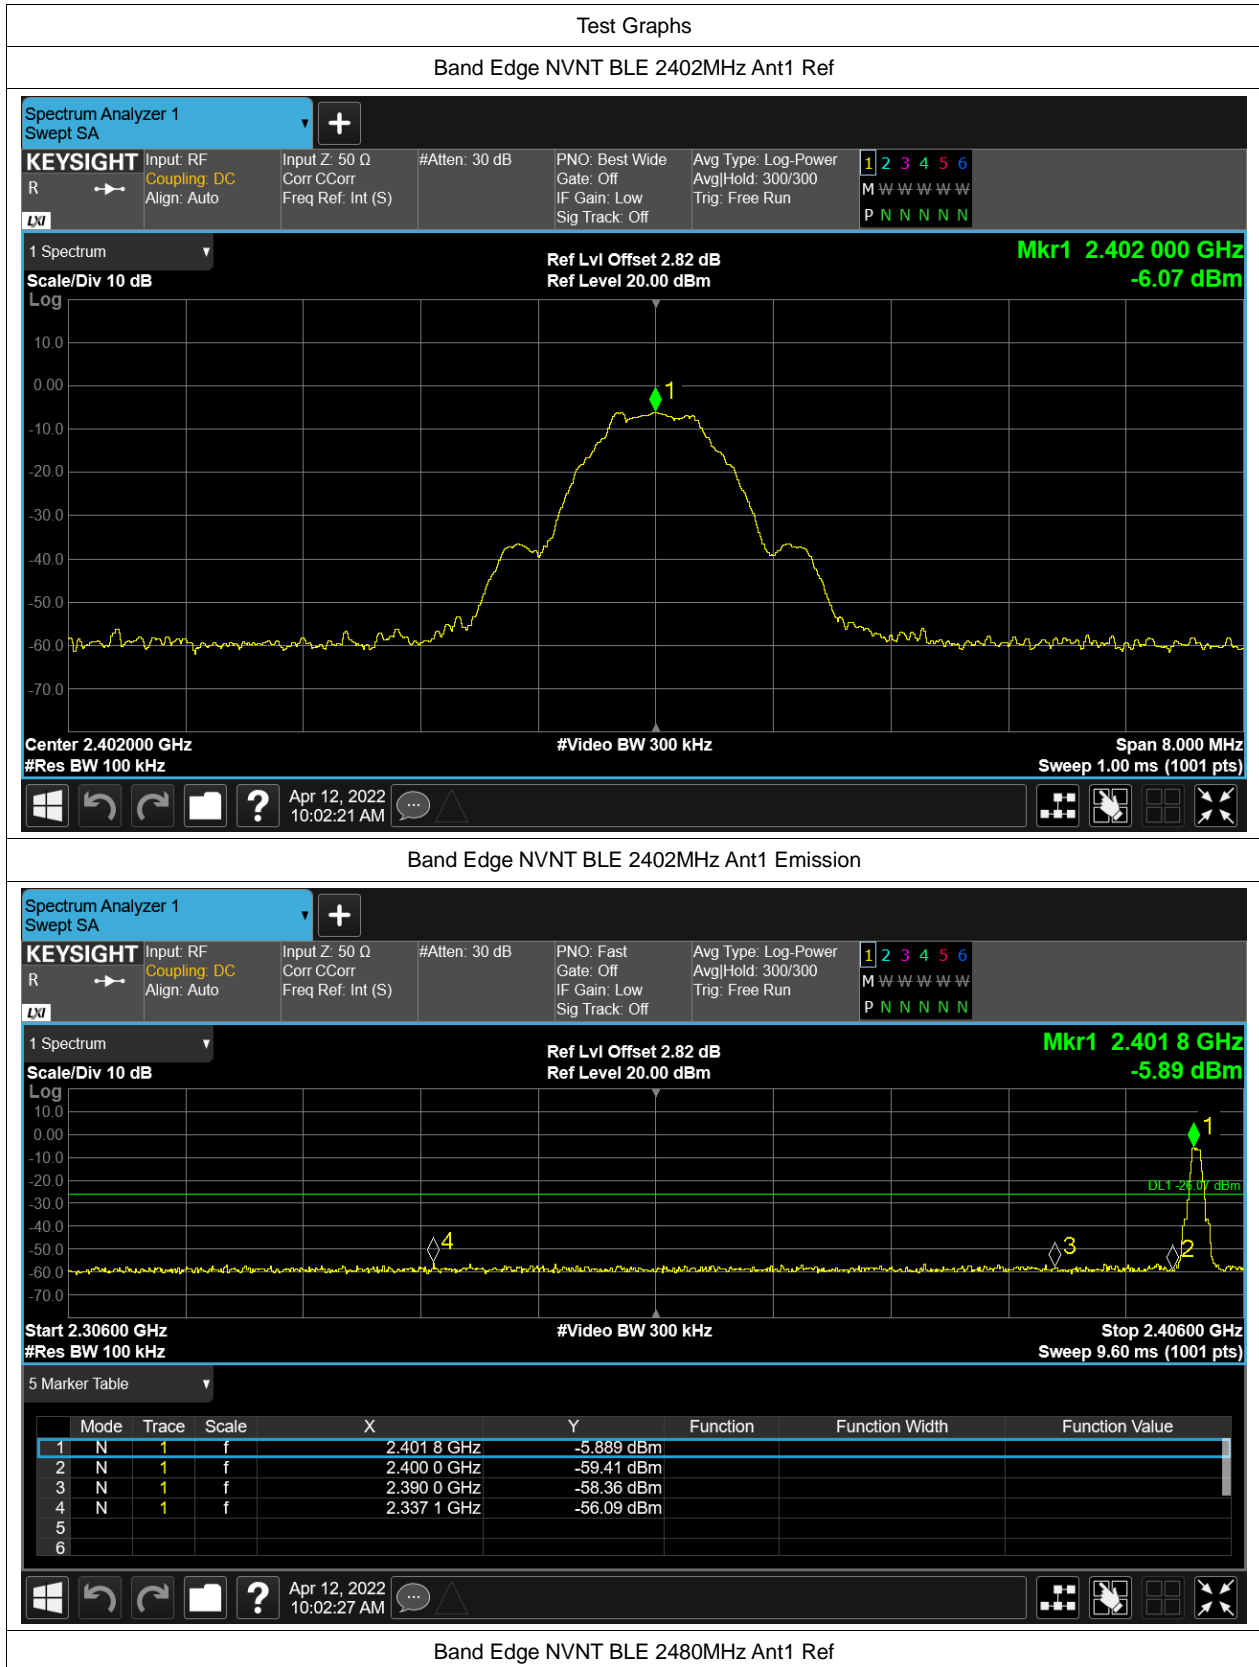 Test Graphs
Band Edge NVNT BLE 2402MHz Ant1 Ref
Spectrum Analyzer 1
Swept SA
KEYSIGHT Input: RF Input Z: 50 Ω #Atten: 30 dB PNO: Best Wide Avg Type: Log-Power 1 2 3 4 5 6
R Coupling: DC Corr CCorr Gate: Off Avg|Hold: 300/300 M W W W W W
Align: Auto Freq Ref: Int (S) IF Gain: Low Trig: Free Run
LXI Sig Track: Off P N N N N N
1 Spectrum Ref Lvl Offset 2.82 dB Mkr1 2.402 000 GHz
Scale/Div 10 dB Ref Level 20.00 dBm -6.07 dBm
Log
10.0
0.00
1
-10.0
-20.0
-30.0
-40.0
-50.0
-60.0
-70.0
Center 2.402000 GHz #Video BW 300 kHz Span 8.000 MHz
#Res BW 100 kHz Sweep 1.00 ms (1001 pts)
? Apr 12, 2022
10:02:21 AM
Band Edge NVNT BLE 2402MHz Ant1 Emission
Spectrum Analyzer 1
Swept SA
KEYSIGHT Input: RF Input Z: 50 Ω #Atten: 30 dB PNO: Fast Avg Type: Log-Power 1 2 3 4 5 6
R Coupling: DC Corr CCorr Gate: Off Avg|Hold: 300/300 M W W W W W
Align: Auto Freq Ref: Int (S) IF Gain: Low Trig: Free Run
LXI Sig Track: Off P N N N N N
1 Spectrum Ref Lvl Offset 2.82 dB Mkr1 2.401 8 GHz
Scale/Div 10 dB Ref Level 20.00 dBm -5.89 dBm
Log
10.0
1
0.00
-10.0
-20.0
DL1 -26.07 dBm
-30.0
-40.0
4 3 2
-50.0
-60.0
-70.0
Start 2.30600 GHz #Video BW 300 kHz Stop 2.40600 GHz
#Res BW 100 kHz Sweep 9.60 ms (1001 pts)
5 Marker Table
Mode Trace Scale X Y Function Function Width Function Value
1 N 1 f 2.401 8 GHz -5.889 dBm
2 N 1 f 2.400 0 GHz -59.41 dBm
3 N 1 f 2.390 0 GHz -58.36 dBm
4 N 1 f 2.337 1 GHz -56.09 dBm
5
6
? Apr 12, 2022
10:02:27 AM
Band Edge NVNT BLE 2480MHz Ant1 Ref